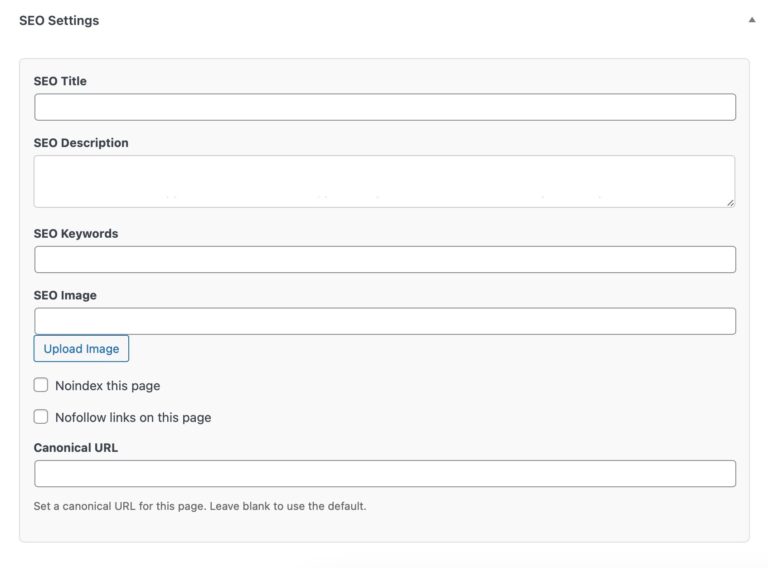 SEO Settings
SEO Title
SEO Description
SEO Keywords
SEO Image
Upload Image
Noindex this page
Nofollow links on this page
Canonical URL
Set a canonical URL for this page. Leave blank to use the default.